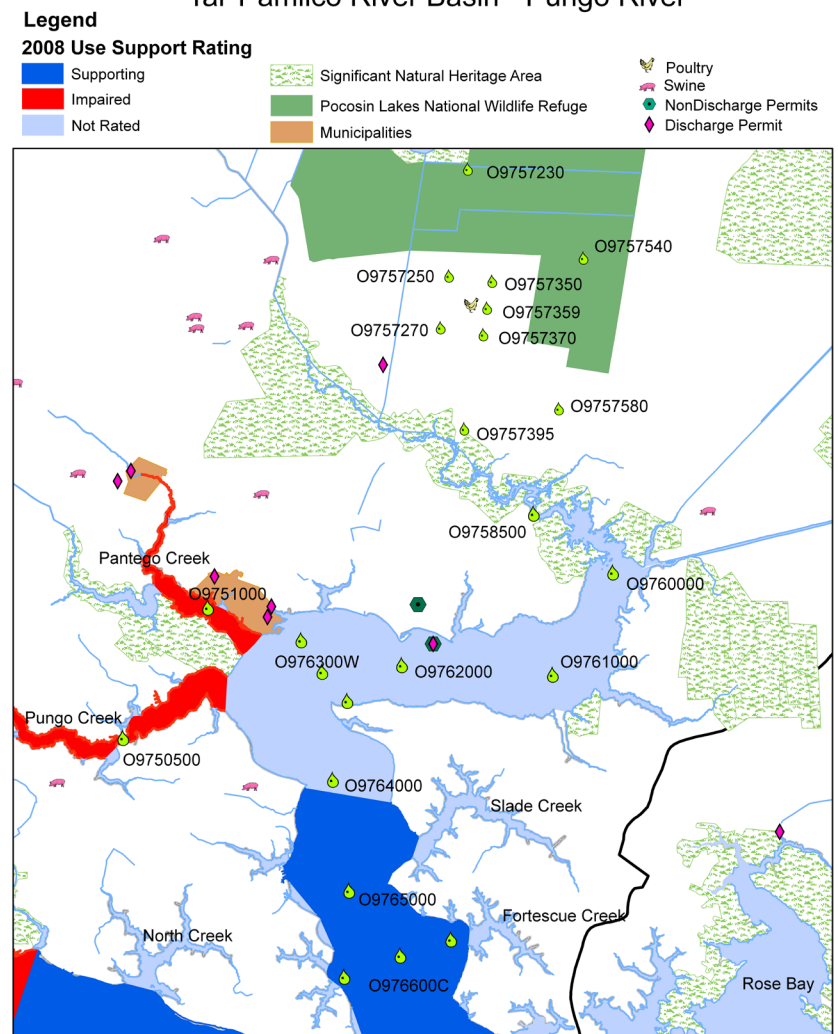 Tar-Pamlico River Basin - Pungo River
Legend
2008 Use Support Rating
Supporting
Impaired
Not Rated
Significant Natural Heritage Area
Pocosin Lakes National Wildlife Refuge
Municipalities
Poultry
Swine
NonDischarge Permits
Discharge Permit
O9757230
O9757540
O9757250
O9757350
O9757359
O9757270
O9757370
O9757580
O9757395
O9758500
Pantego Creek
O9751000
O9760000
O976300W
O9762000
O9761000
Pungo Creek
O9750500
O9764000
Slade Creek
O9765000
Fortescue Creek
North Creek
O976600C
Rose Bay